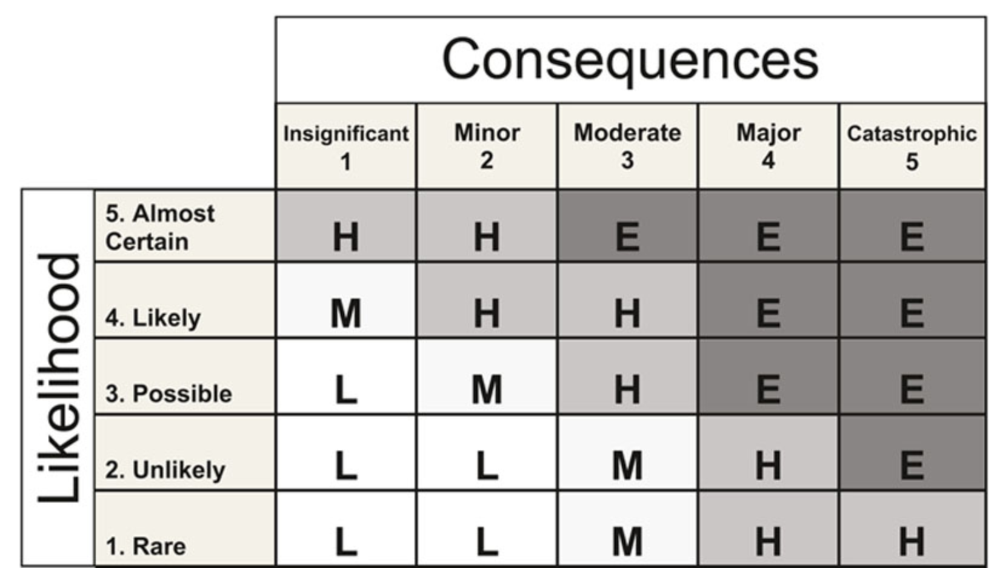 Consequences
Insignificant Minor Moderate Major Catastrophic
1 2 3 4 5
Likelihood
5. Almost
Certain H H E E E
4. Likely M H H E E
3. Possible L M H E E
2. Unlikely L L M H E
1. Rare L L M H H